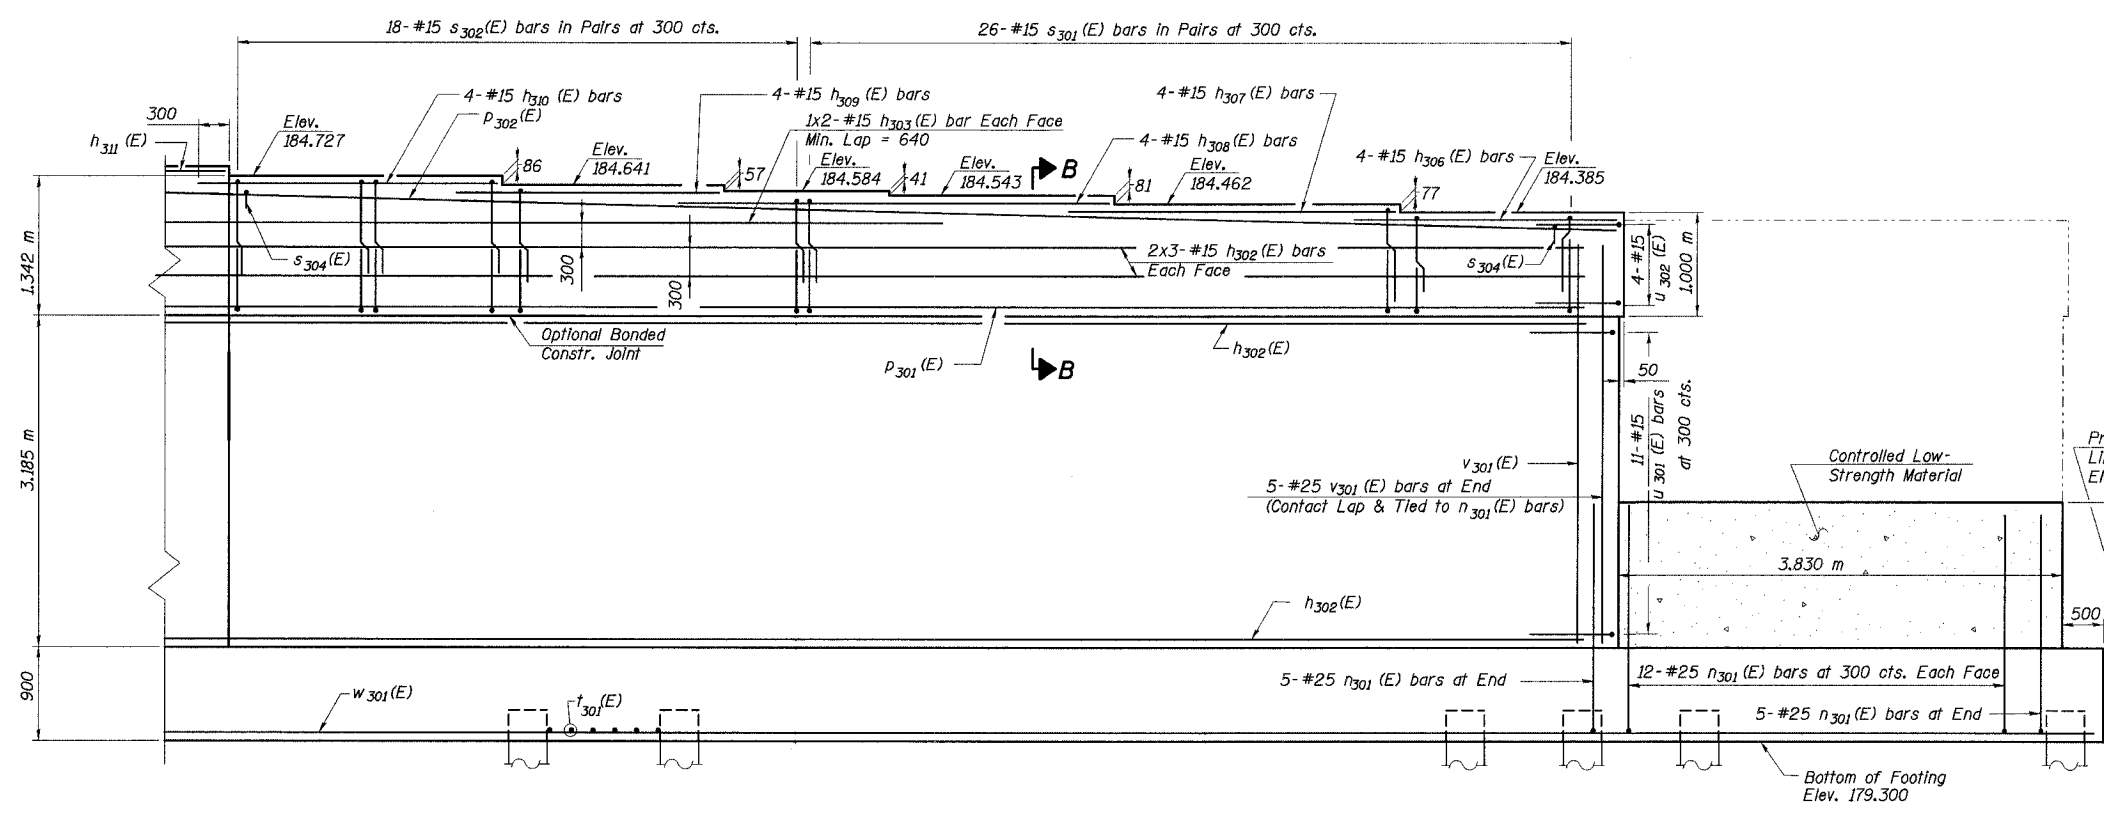 18-#15 s302(E) bars in Pairs at 300 cts.
26-#15 s301(E) bars in Pairs at 300 cts.
300
h311(E)
Elev.
184.727
4-#15 h310(E) bars
p302(E)
86
Elev.
184.641
57
4-#15 h309(E) bars
1x2-#15 h303(E) bar Each Face
Min. Lap = 640
Elev.
184.584
41
Elev.
184.543
B
4-#15 h307(E) bars
4-#15 h308(E) bars
81
Elev.
184.462
4-#15 h306(E) bars
77
Elev.
184.385
1.342 m
s304(E)
300
300
2x3-#15 h302(E) bars
Each Face
s304(E)
4-#15
u302(E)
1.000 m
Optional Bonded
Constr. Joint
p301(E)
B
h302(E)
50
3.185 m
11-#15
u301(E) bars
at 300 cts.
v301(E)
5-#25 v301(E) bars at End
(Contact Lap & Tied to n301(E) bars)
Controlled Low-
Strength Material
Pr
Li
El
3.830 m
h302(E)
500
900
w301(E)
t301(E)
5-#25 n301(E) bars at End
12-#25 n301(E) bars at 300 cts. Each Face
5-#25 n301(E) bars at End
Bottom of Footing
Elev. 179.300